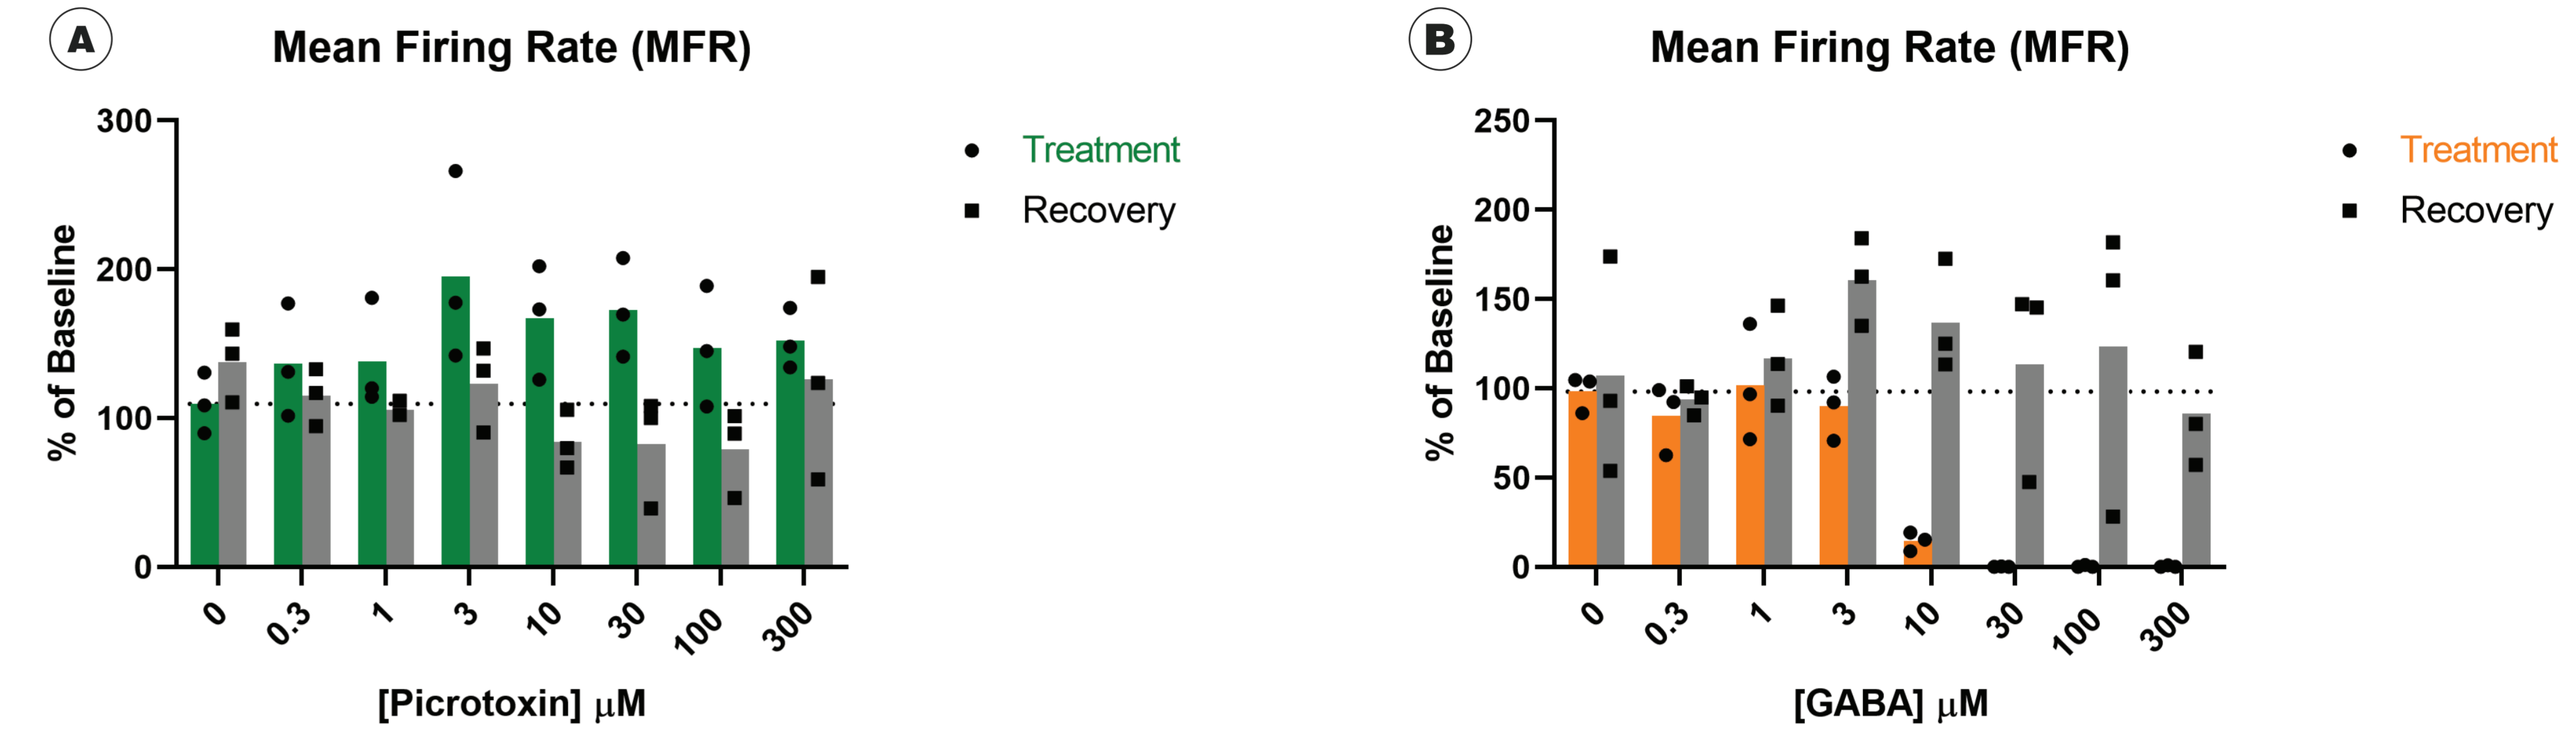 A
Mean Firing Rate (MFR)
300
200
100
0
% of Baseline
0
0.3
1
3
10
30
100
300
[Picrotoxin] μM
Treatment
Recovery
B
Mean Firing Rate (MFR)
250
200
150
100
50
0
% of Baseline
0
0.3
1
3
10
30
100
300
[GABA] μM
Treatment
Recovery